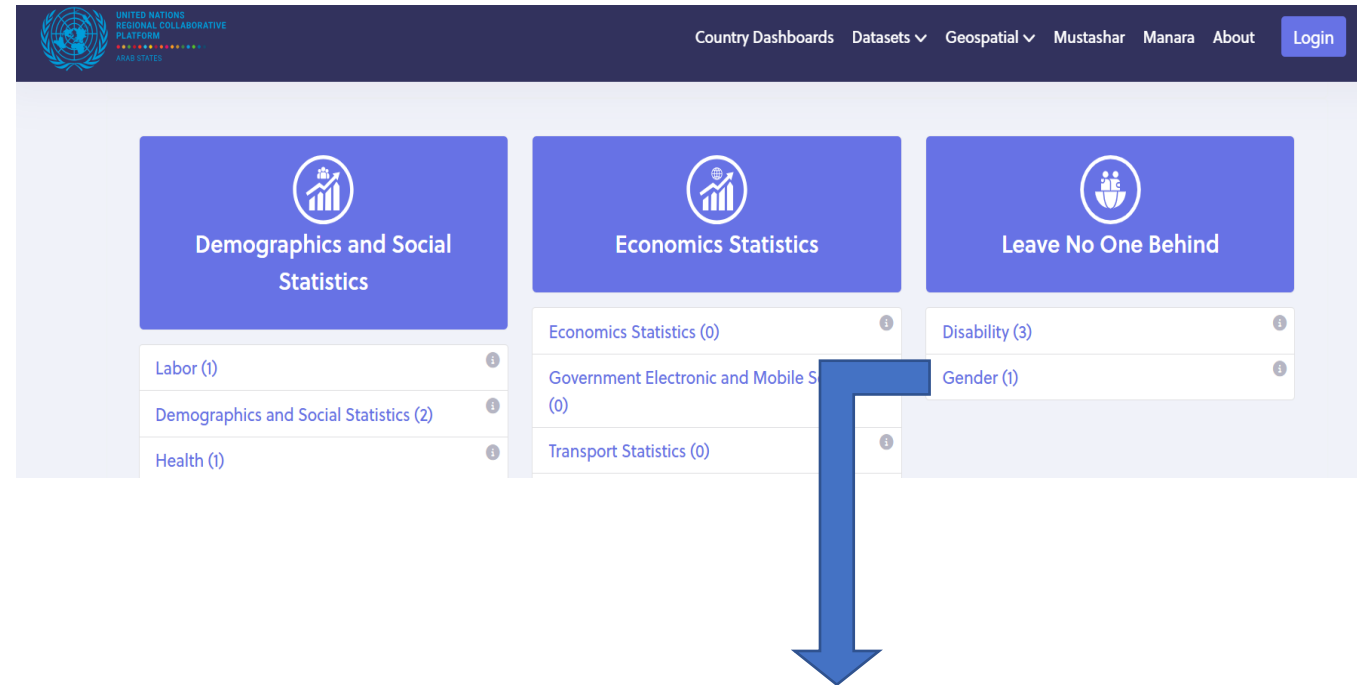 UNITED NATIONS
REGIONAL COLLABORATIVE
PLATFORM
ARAB STATES
Country Dashboards Datasets Geospatial Mustashar Manara About Login
Demographics and Social
Statistics
Labor (1)
Demographics and Social Statistics (2)
Health (1)
Economics Statistics
Economics Statistics (0)
Government Electronic and Mobile
(0)
Transport Statistics (0)
Leave No One Behind
Disability (3)
Gender (1)